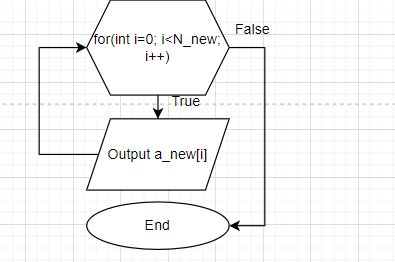 False
for(int i=0; i<N_new;
i++)
True
Output a_new[i]
End